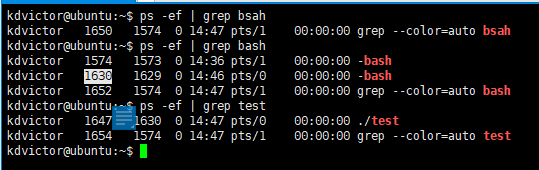 kdvictor@ubuntu:~$ ps -ef | grep bsah
kdvictor   1650   1574  0 14:47 pts/1    00:00:00 grep --color=auto bsah
kdvictor@ubuntu:~$ ps -ef | grep bash
kdvictor   1574   1573  0 14:36 pts/1    00:00:00 -bash
kdvictor   1630   1629  0 14:46 pts/0    00:00:00 -bash
kdvictor   1652   1574  0 14:47 pts/1    00:00:00 grep --color=auto bash
kdvictor@ubuntu:~$ ps -ef | grep test
kdvictor   1647   1630  0 14:47 pts/0    00:00:00 ./test
kdvictor   1654   1574  0 14:47 pts/1    00:00:00 grep --color=auto test
kdvictor@ubuntu:~$